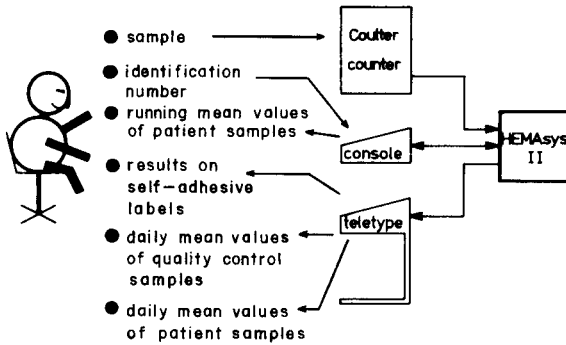 sample
identification
number
running mean values
of patient samples
results on
self-adhesive
labels
daily mean values
of quality control
samples
daily mean values
of patient samples
Coulter
counter
console
teletype
HEMAsys
II